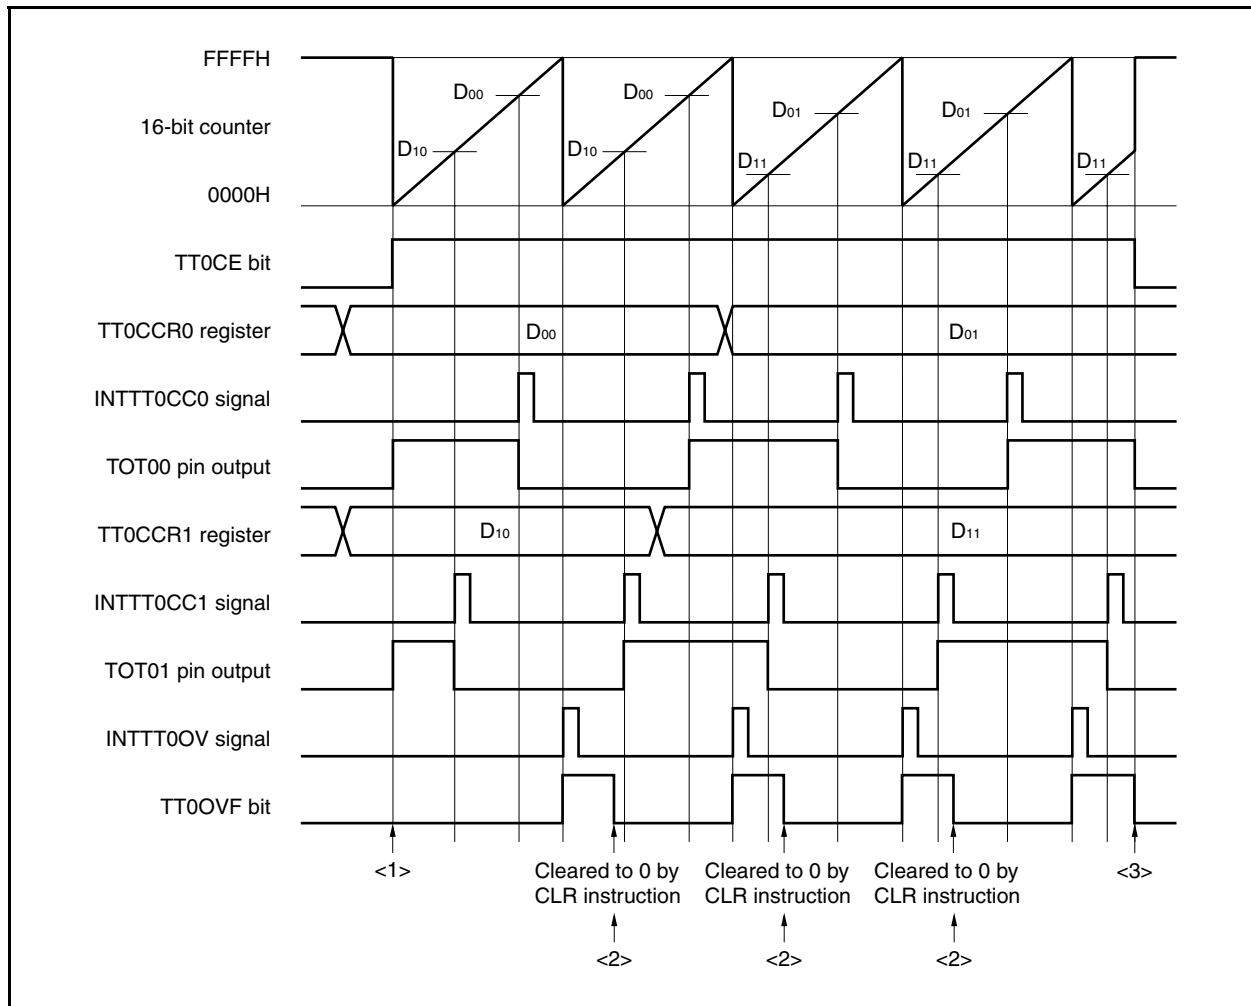 FFFFH
16-bit counter
0000H
D00 D00 D01 D01
D10 D10 D11 D11 D11
TT0CE bit
TT0CCR0 register
D00 D01
INTTT0CC0 signal
TOT00 pin output
TT0CCR1 register
D10 D11
INTTT0CC1 signal
TOT01 pin output
INTTT0OV signal
TT0OVF bit
<1> Cleared to 0 by Cleared to 0 by Cleared to 0 by <3>
CLR instruction CLR instruction CLR instruction
<2> <2> <2>